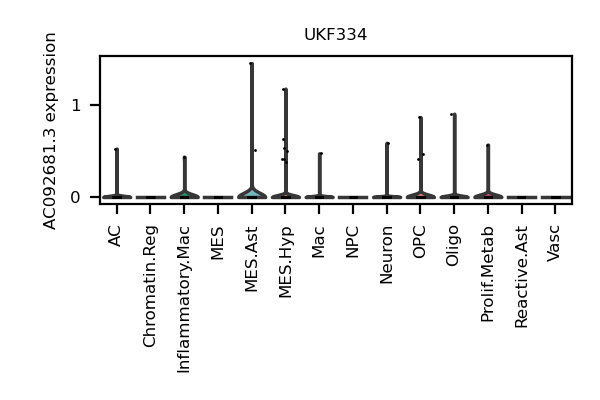 UKF334
AC092681.3 expression
1
0
AC
Chromatin.Reg
Inflammatory.Mac
MES
MES.Ast
MES.Hyp
Mac
NPC
Neuron
OPC
Oligo
Prolif.Metab
Reactive.Ast
Vasc